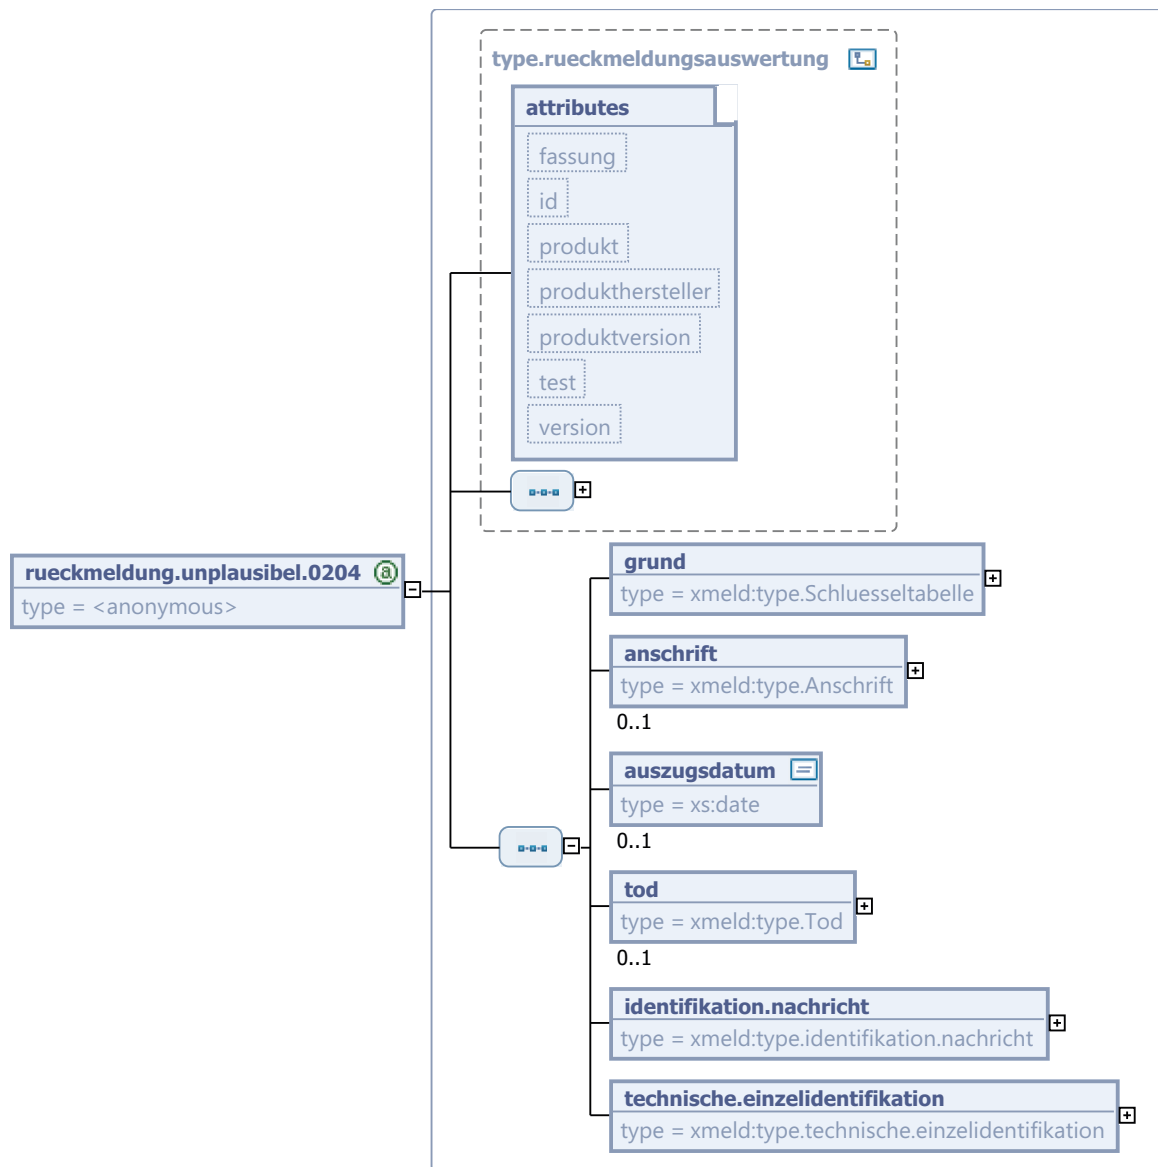 type.rueckmeldungsauswertung
attributes
fassung
id
produkt
produkthersteller
produktversion
test
version
rueckmeldung.unplausibel.0204 @
type = <anonymous>
grund
type = xmeld:type.Schluesseltabelle
anschrift
type = xmeld:type.Anschrift
0..1
auszugsdatum
type = xs:date
0..1
tod
type = xmeld:type.Tod
0..1
identifikation.nachricht
type = xmeld:type.identifikation.nachricht
technische.einzelidentifikation
type = xmeld:type.technische.einzelidentifikation